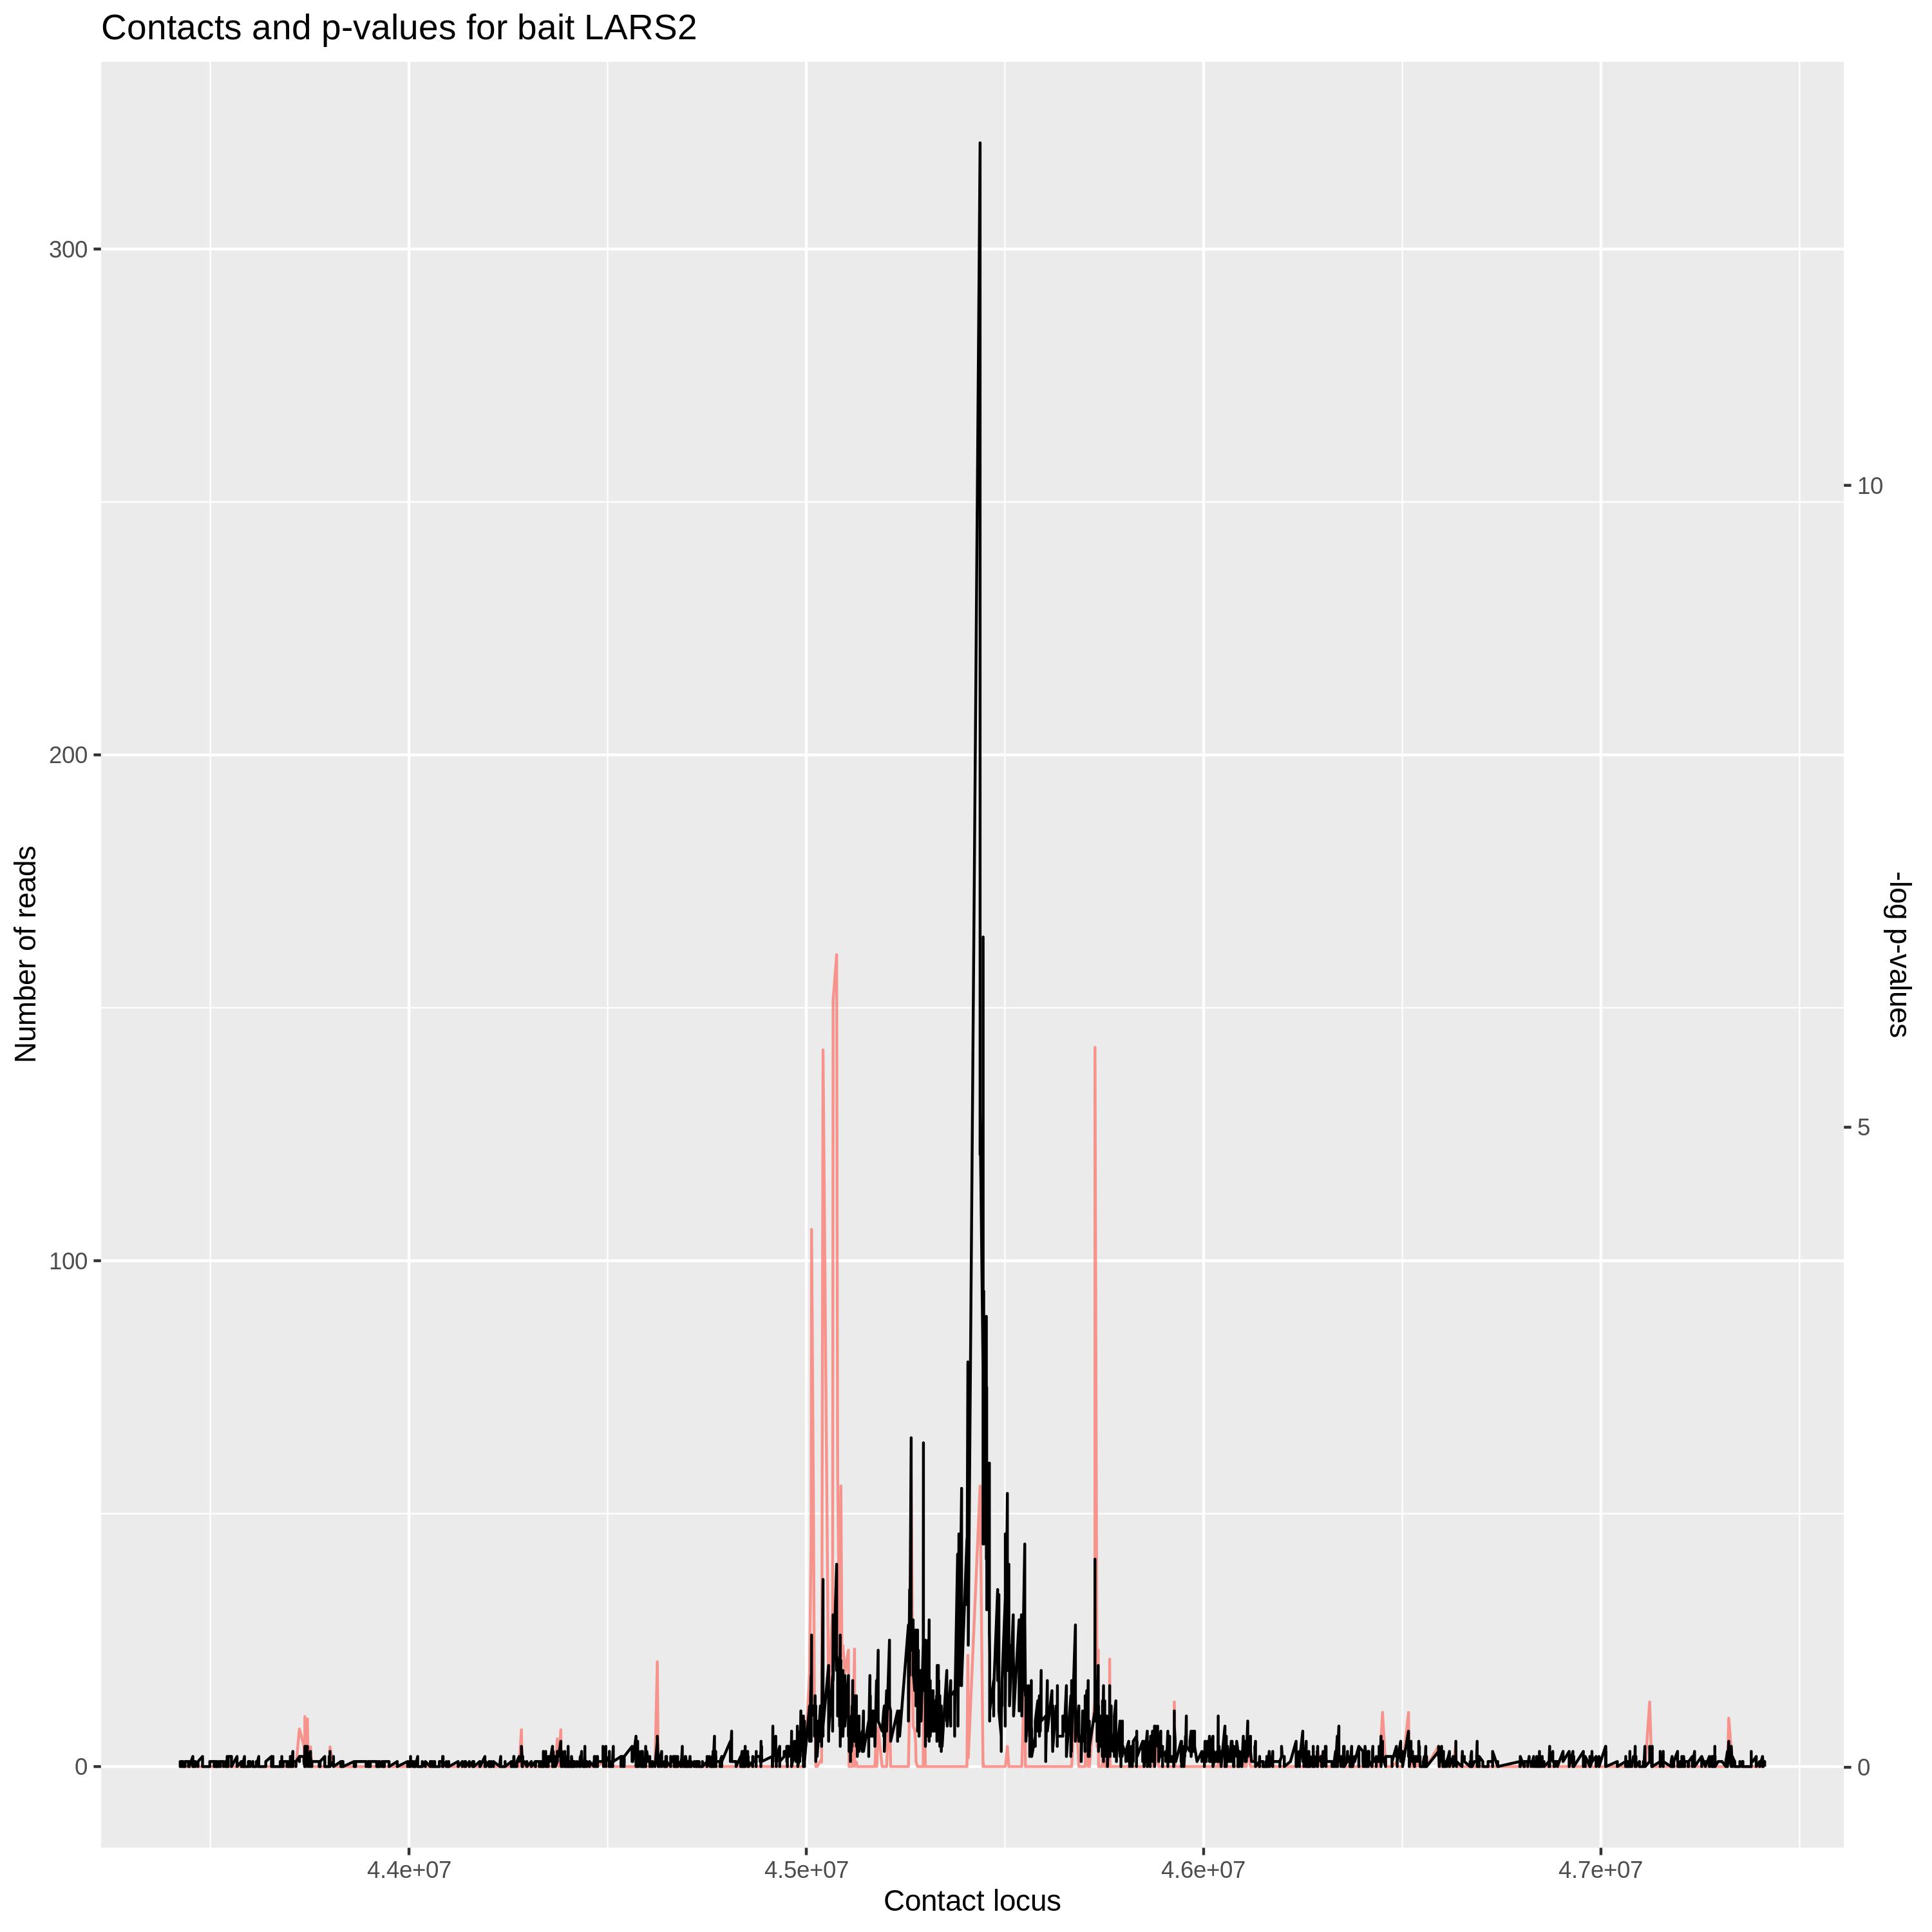 Contacts and p-values for bait LARS2
300
200
100
0
Number of reads
10
5
0
-log p-values
4.4e+07
4.5e+07
4.6e+07
4.7e+07
Contact locus